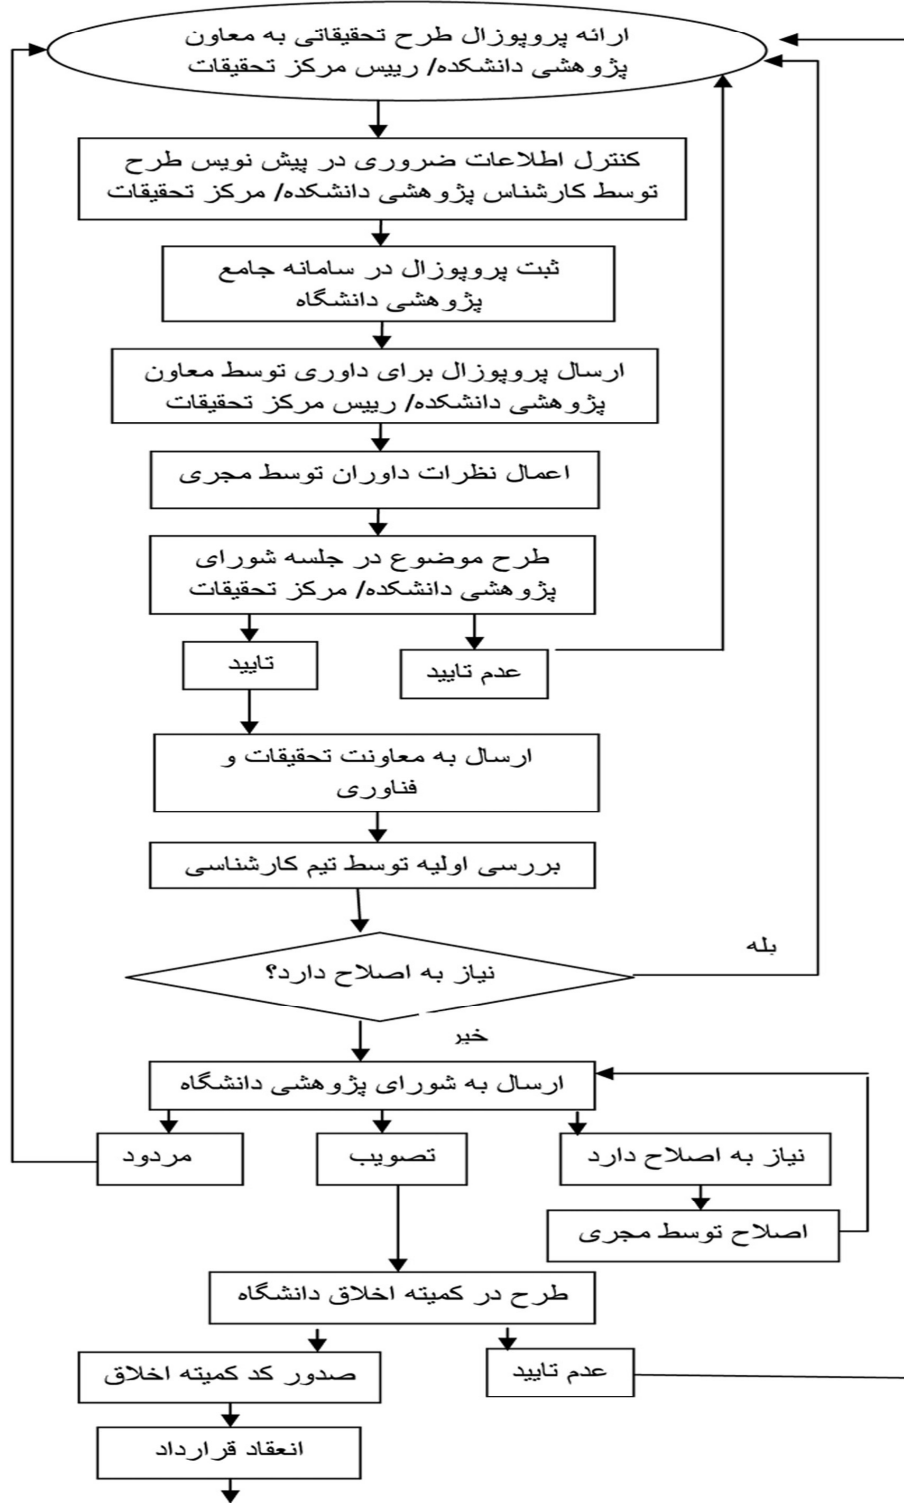 ارائه پروپوزال طرح تحقیقاتی به معاون
پژوهشی دانشکده/ رییس مرکز تحقیقات
کنترل اطلاعات ضروری در پیش نویس طرح
توسط کارشناس پژوهشی دانشکده/ مرکز تحقیقات
ثبت پروپوزال در سامانه جامع
پژوهشی دانشگاه
ارسال پروپوزال برای داوری توسط معاون
پژوهشی دانشکده/ رییس مرکز تحقیقات
اعمال نظرات داوران توسط مجری
طرح موضوع در جلسه شورای
پژوهشی دانشکده/ مرکز تحقیقات
تایید
عدم تایید
ارسال به معاونت تحقیقات و
فناوری
بررسی اولیه توسط تیم کارشناسی
نیاز به اصلاح دارد؟
بله
خیر
ارسال به شورای پژوهشی دانشگاه
نیاز به اصلاح دارد
تصویب
مردود
اصلاح توسط مجری
طرح در کمیته اخلاق دانشگاه
عدم تایید
صدور کد کمیته اخلاق
انعقاد قرارداد